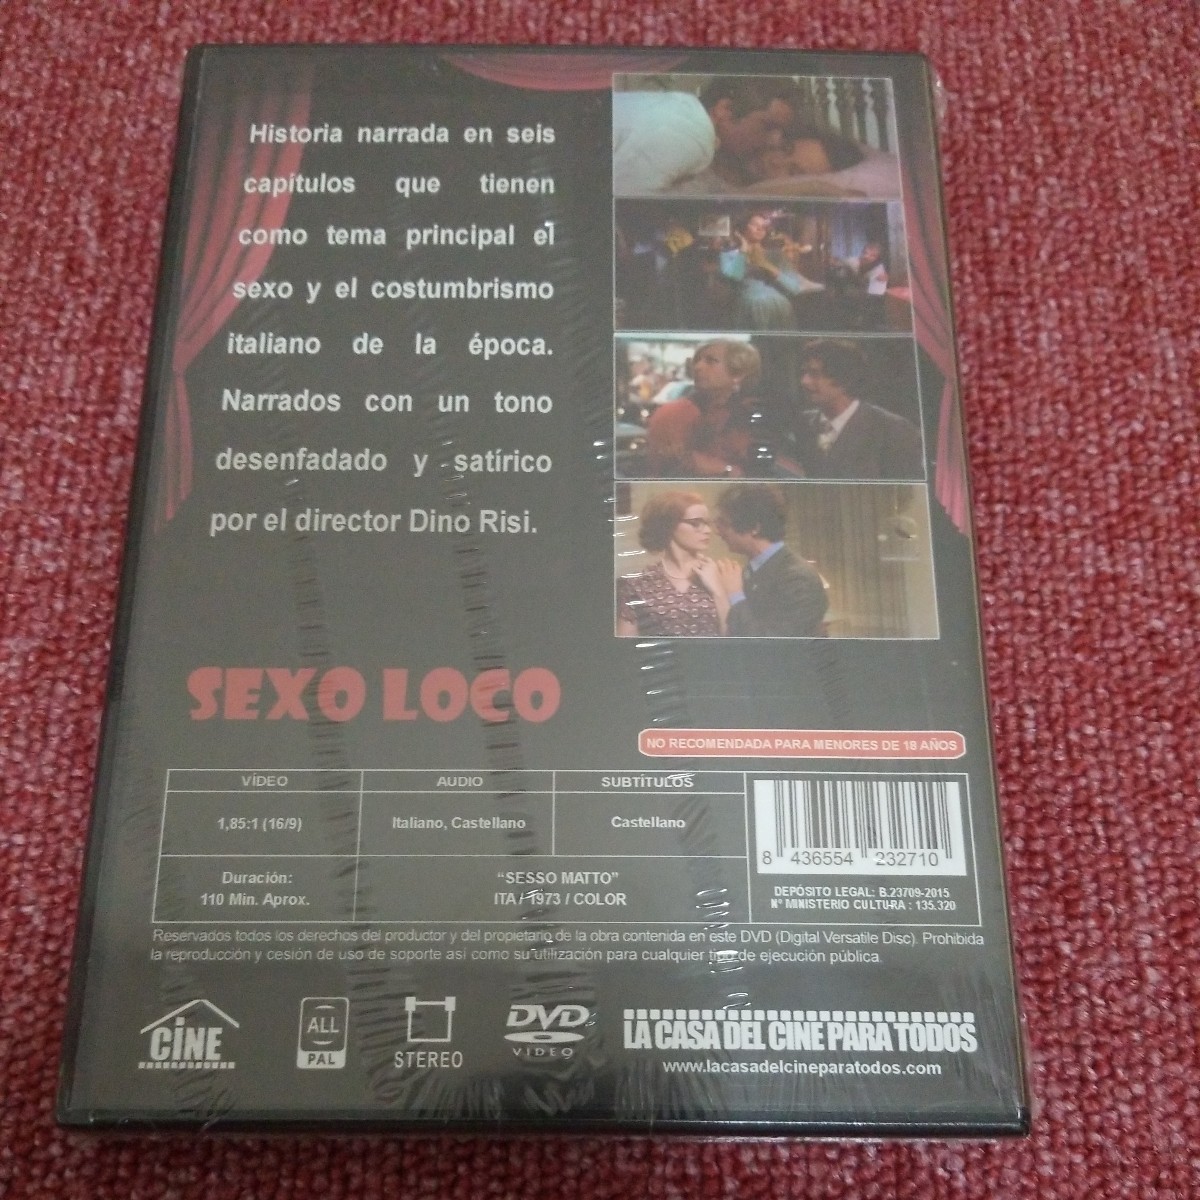 Historia narrada en seis
capítulos que tienen
como tema principal el
sexo y el costumbrismo
italiano de la época.
Narrados con un tono
desenfadado y satírico
por el director Dino Risi.
SEXO LOCO
NO RECOMENDADA PARA MENORES DE 18 AÑOS
VÍDEO
1,85:1 (16/9)
AUDIO
Italiano, Castellano
SUBTÍTULOS
Castellano
Duración:
110 Min. Aprox.
"SESSO MATTO"
ITA / 1973 / COLOR
8 436554 232710
DEPÓSITO LEGAL: B.23709-2015
Nº MINISTERIO CULTURA : 135.320
Reservados todos los derechos del productor y del propietario de la obra contenida en este DVD (Digital Versatile Disc). Prohibida
la reproducción y cesión de uso de soporte así como su utilización para cualquier tipo de ejecución pública.
CINE
ALL
PAL
STEREO
DVD
VIDEO
LA CASA DEL CINE PARA TODOS
www.lacasadelcineparatodos.com